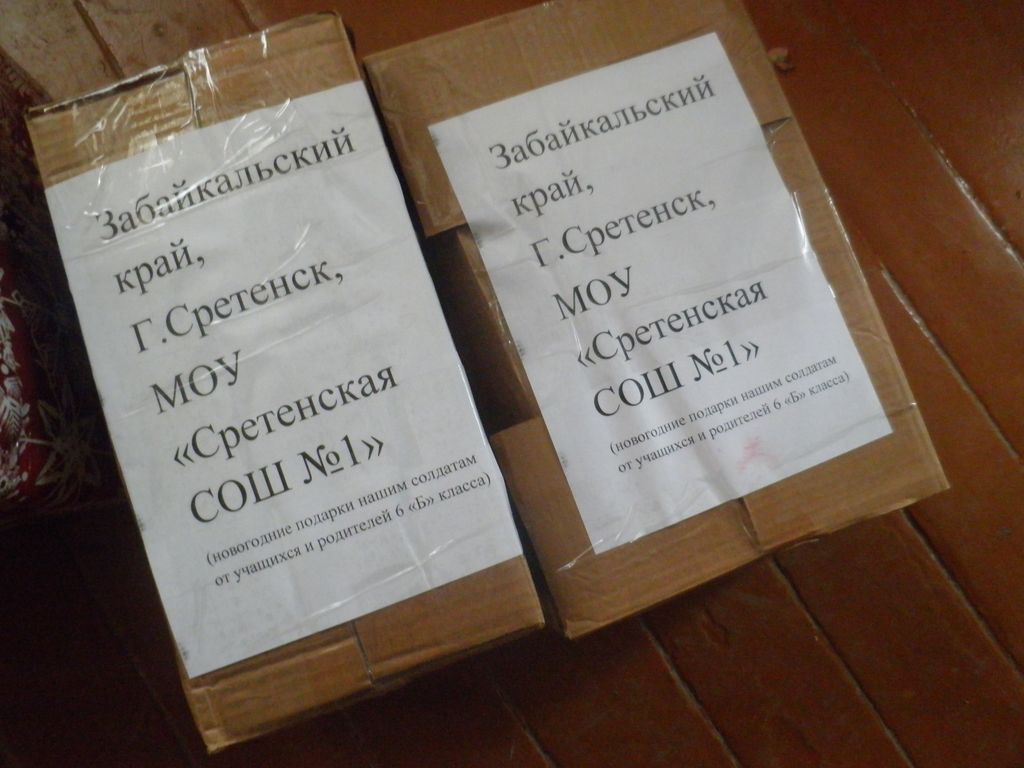 Забайкальский
край,
Г.Сретенск,
МОУ
«Сретенская
СОШ №1»
(новогодние подарки нашим солдатам
от учащихся и родителей 6 «Б» класса)
Забайкальский
край,
Г.Сретенск,
МОУ
«Сретенская
СОШ №1»
(новогодние подарки нашим солдатам
от учащихся и родителей 6 «Б» класса)